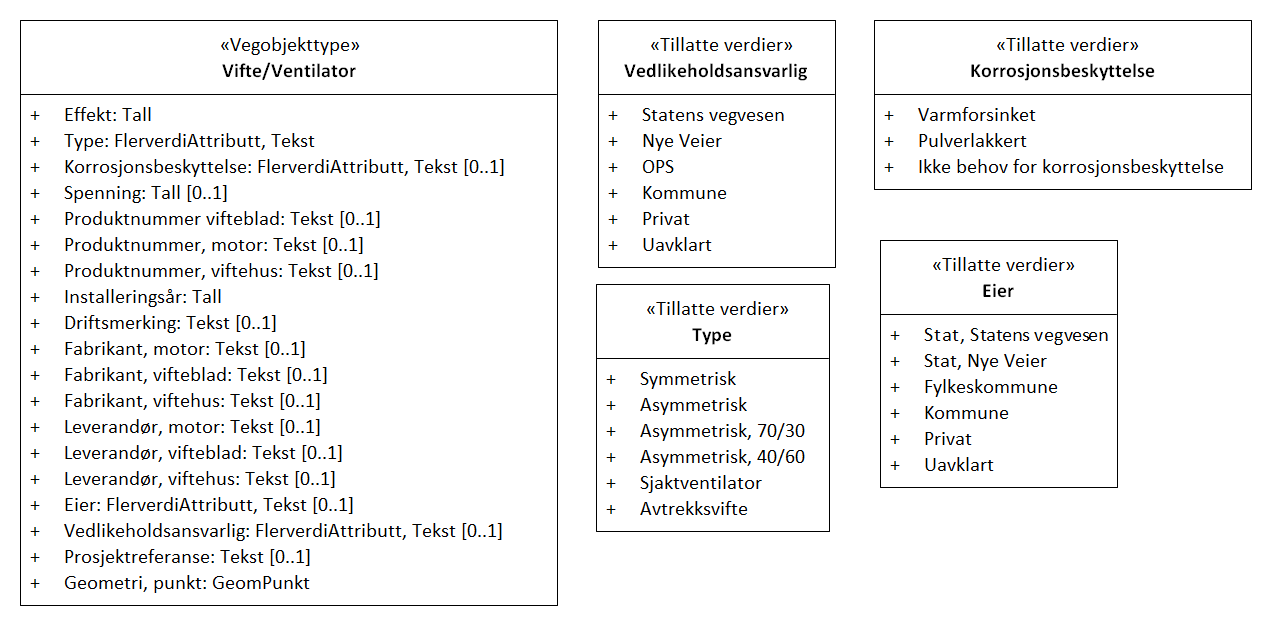 «Vegobjekttype»
Vifte/Ventilator
+ Effekt: Tall
+ Type: FlerverdiAttributt, Tekst
+ Korrosjonsbeskyttelse: FlerverdiAttributt, Tekst [0..1]
+ Spenning: Tall [0..1]
+ Produktnummer vifteblad: Tekst [0..1]
+ Produktnummer, motor: Tekst [0..1]
+ Produktnummer, viftehus: Tekst [0..1]
+ Installeringsår: Tall
+ Driftsmerking: Tekst [0..1]
+ Fabrikant, motor: Tekst [0..1]
+ Fabrikant, vifteblad: Tekst [0..1]
+ Fabrikant, viftehus: Tekst [0..1]
+ Leverandør, motor: Tekst [0..1]
+ Leverandør, vifteblad: Tekst [0..1]
+ Leverandør, viftehus: Tekst [0..1]
+ Eier: FlerverdiAttributt, Tekst [0..1]
+ Vedlikeholdsansvarlig: FlerverdiAttributt, Tekst [0..1]
+ Prosjektreferanse: Tekst [0..1]
+ Geometri, punkt: GeomPunkt
«Tillatte verdier»
Vedlikeholdsansvarlig
+ Statens vegvesen
+ Nye Veier
+ OPS
+ Kommune
+ Privat
+ Uavklart
«Tillatte verdier»
Type
+ Symmetrisk
+ Asymmetrisk
+ Asymmetrisk, 70/30
+ Asymmetrisk, 40/60
+ Sjaktventilator
+ Avtrekksvifte
«Tillatte verdier»
Korrosjonsbeskyttelse
+ Varmforsinket
+ Pulverlakkert
+ Ikke behov for korrosjonsbeskyttelse
«Tillatte verdier»
Eier
+ Stat, Statens vegvesen
+ Stat, Nye Veier
+ Fylkeskommune
+ Kommune
+ Privat
+ Uavklart